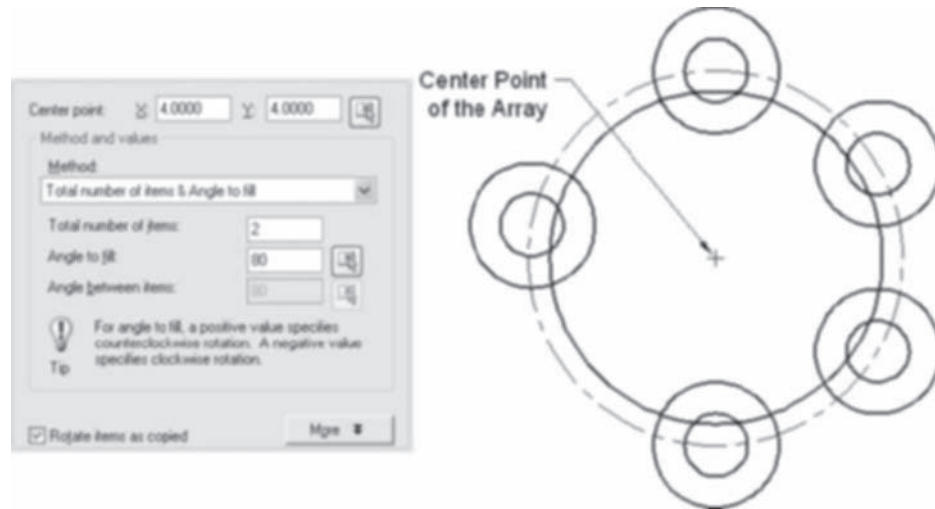 Center point: X: 4.0000 Y: 4.0000
Method and values
Method:
Total number of items & Angle to fill
Total number of items: 2
Angle to fill: 80
Angle between items:
For angle to fill, a positive value specifies
counterclockwise rotation. A negative value
specifies clockwise rotation.
Tip
Rotate items as copied
More
Center Point
of the Array